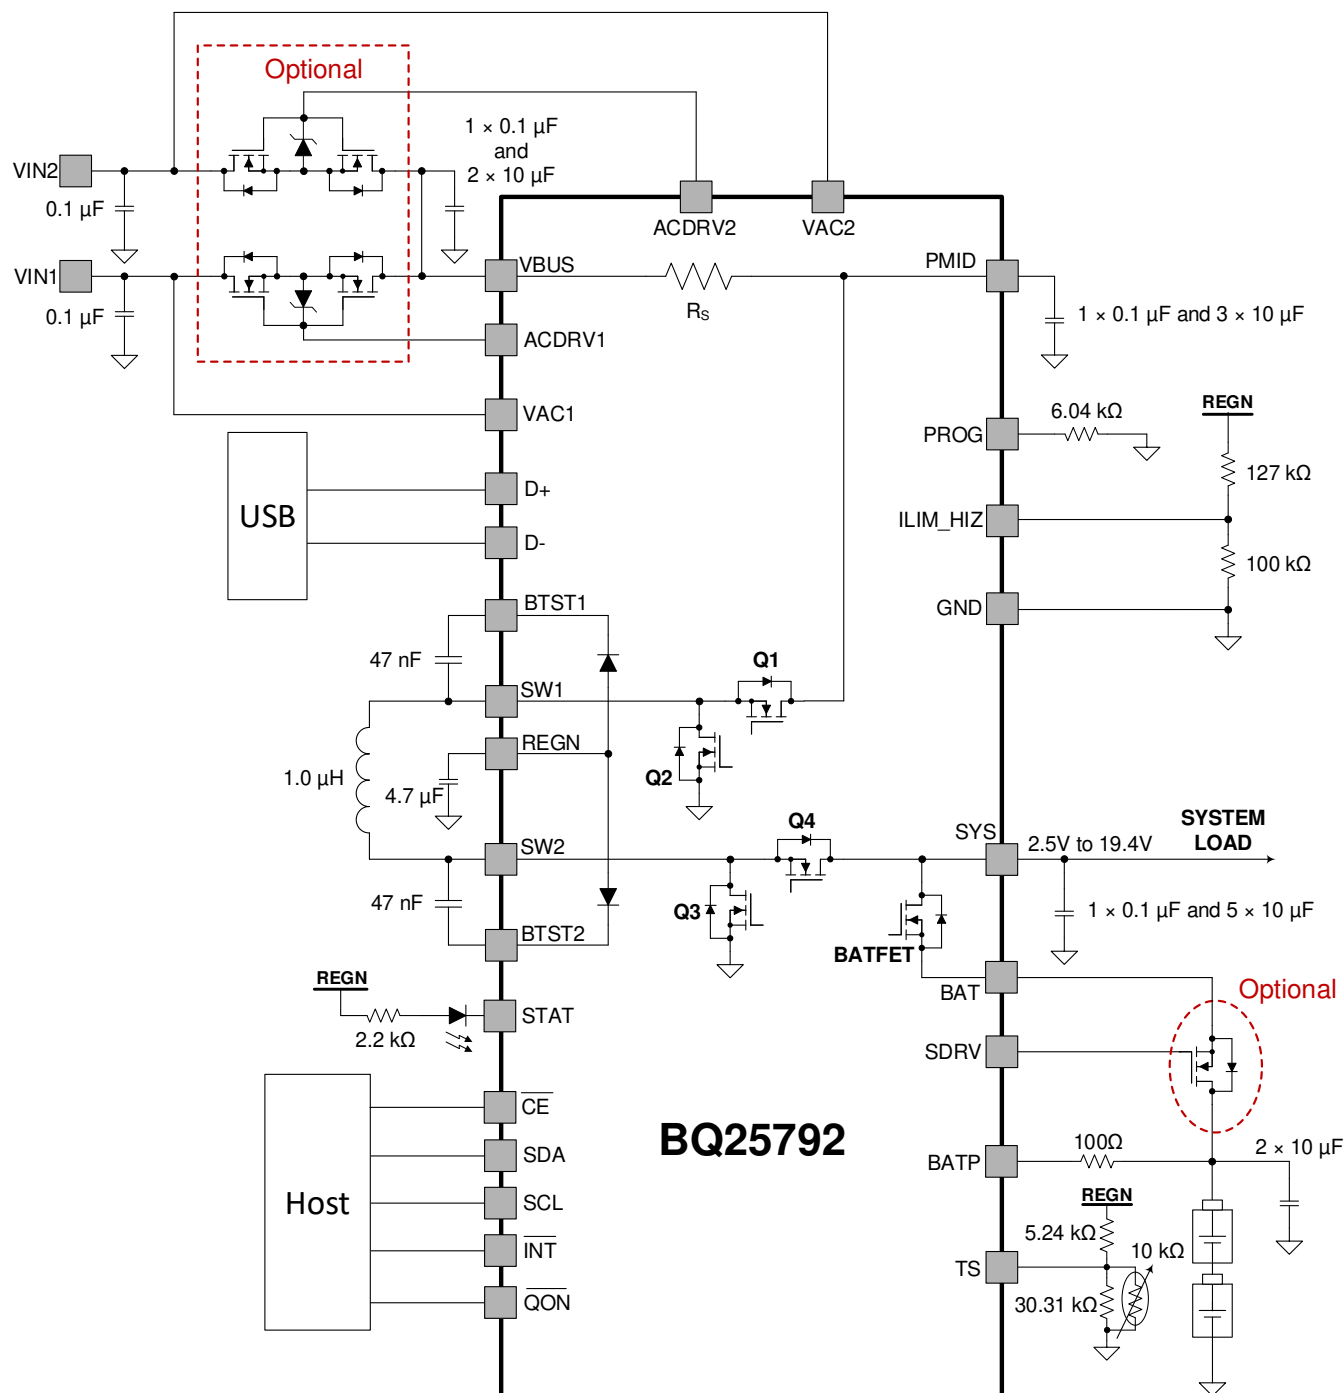 Optional
1 × 0.1 µF
and
2 × 10 µF
VIN2
0.1 µF
ACDRV2
VAC2
VIN1
0.1 µF
VBUS
RS
PMID
1 × 0.1 µF and 3 × 10 µF
ACDRV1
VAC1
PROG
6.04 kΩ
REGN
127 kΩ
USB
D+
D-
ILIM_HIZ
100 kΩ
GND
BTST1
47 nF
SW1
Q1
REGN
Q2
1.0 µH
4.7 µF
SW2
Q4
SYS
2.5V to 19.4V
SYSTEM
LOAD
47 nF
Q3
1 × 0.1 µF and 5 × 10 µF
BTST2
BATFET
REGN
BAT
Optional
STAT
2.2 kΩ
SDRV
CE
BQ25792
100Ω
2 × 10 µF
SDA
BATP
REGN
Host
SCL
5.24 kΩ
10 kΩ
INT
TS
QON
30.31 kΩ